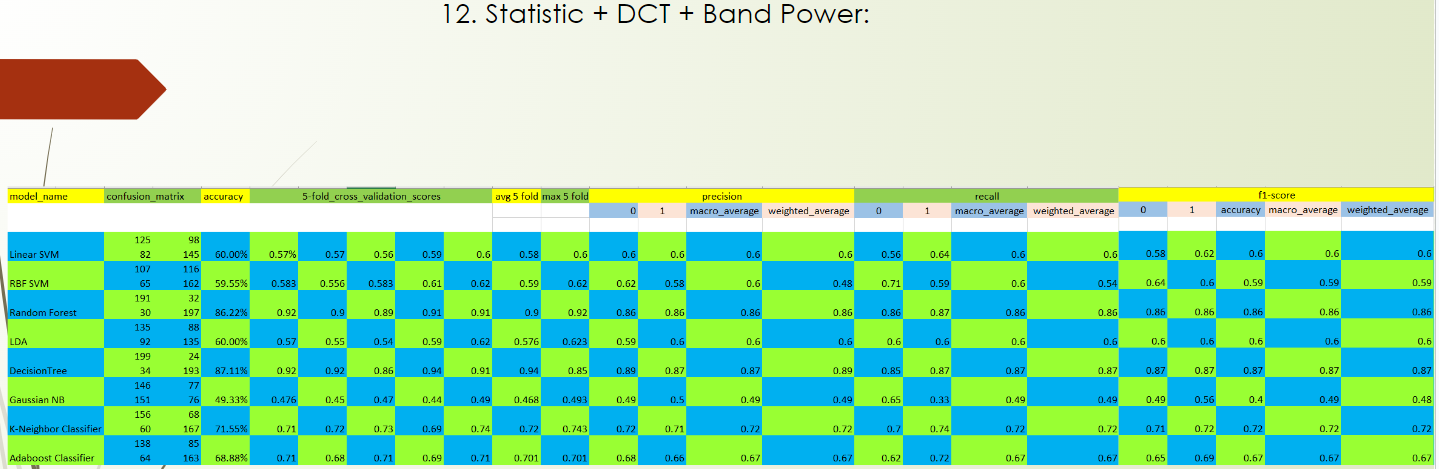 12. Statistic + DCT + Band Power:
model_name confusion_matrix accuracy 5-fold_cross_validation_scores avg 5 fold max 5 fold precision recall f1-score
0 1 macro_average weighted_average 0 1 macro_average weighted_average 0 1 accuracy macro_average weighted_average
125 98
Linear SVM 82 145 60.00% 0.57% 0.57 0.56 0.59 0.6 0.58 0.6 0.6 0.6 0.6 0.6 0.56 0.64 0.6 0.6 0.58 0.62 0.6 0.6 0.6
107 116
RBF SVM 65 162 59.55% 0.583 0.556 0.583 0.61 0.62 0.59 0.62 0.62 0.58 0.6 0.48 0.71 0.59 0.6 0.54 0.64 0.6 0.59 0.59 0.59
191 32
Random Forest 30 197 86.22% 0.92 0.9 0.89 0.91 0.91 0.9 0.92 0.86 0.86 0.86 0.86 0.86 0.87 0.86 0.86 0.86 0.86 0.86 0.86 0.86
135 88
LDA 92 135 60.00% 0.57 0.55 0.54 0.59 0.62 0.576 0.623 0.59 0.6 0.6 0.6 0.6 0.6 0.6 0.6 0.6 0.6 0.6 0.6 0.6
199 24
DecisionTree 34 193 87.11% 0.92 0.92 0.86 0.94 0.91 0.94 0.85 0.89 0.87 0.87 0.89 0.85 0.87 0.87 0.87 0.87 0.87 0.87 0.87 0.87
146 77
Gaussian NB 151 76 49.33% 0.476 0.45 0.47 0.44 0.49 0.468 0.493 0.49 0.5 0.49 0.49 0.65 0.33 0.49 0.49 0.49 0.56 0.4 0.49 0.48
156 68
K-Neighbor Classifier 60 167 71.55% 0.71 0.72 0.73 0.69 0.74 0.72 0.743 0.72 0.71 0.72 0.72 0.7 0.74 0.72 0.72 0.71 0.72 0.72 0.72 0.72
138 85
Adaboost Classifier 64 163 68.88% 0.71 0.68 0.71 0.69 0.71 0.701 0.701 0.68 0.66 0.67 0.67 0.62 0.72 0.67 0.67 0.65 0.69 0.67 0.67 0.67